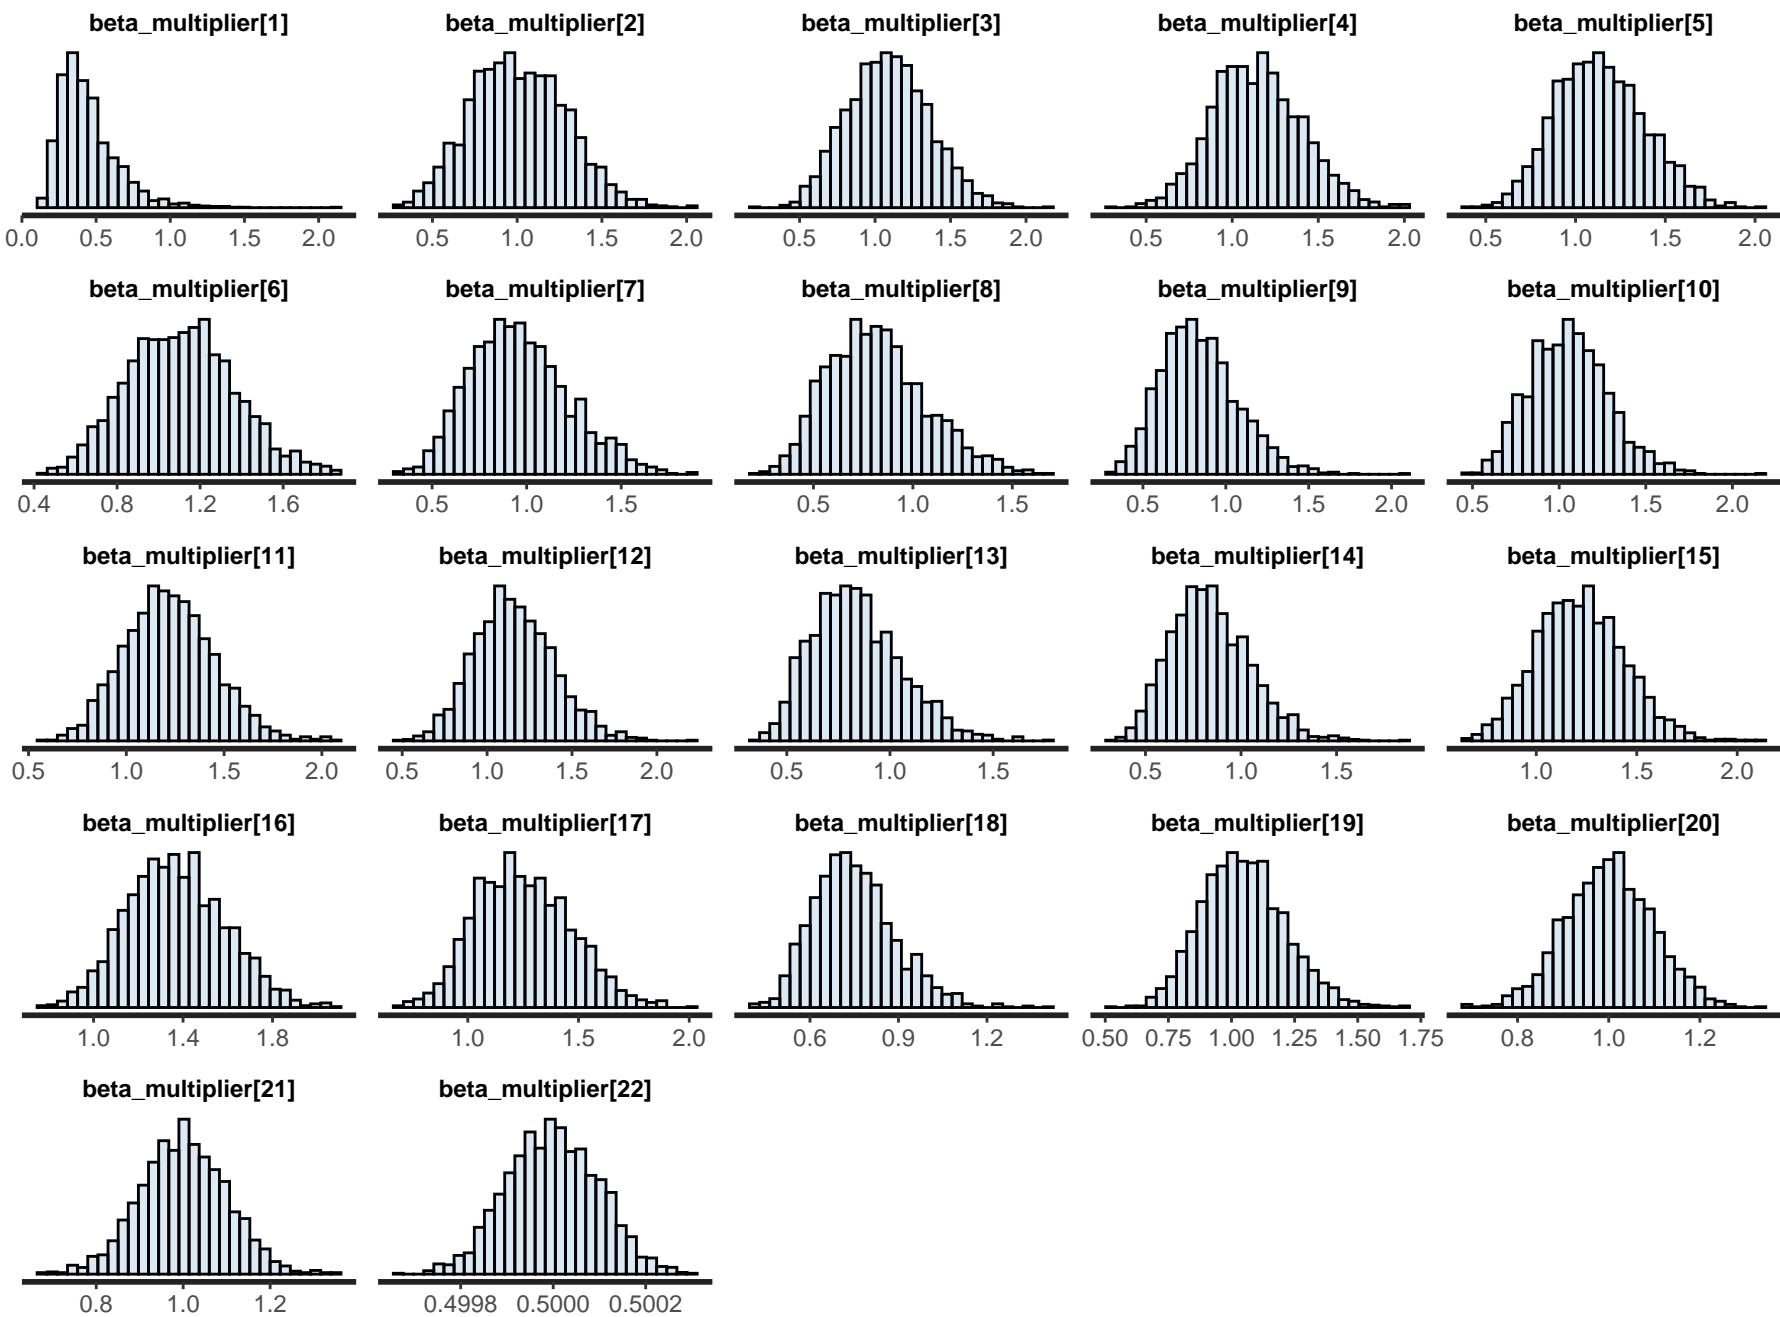 beta_multiplier[1] beta_multiplier[2] beta_multiplier[3] beta_multiplier[4] beta_multiplier[5]
0.0 0.5 1.0 1.5 2.0 0.5 1.0 1.5 2.0 0.5 1.0 1.5 2.0 0.5 1.0 1.5 2.0 0.5 1.0 1.5 2.0
beta_multiplier[6] beta_multiplier[7] beta_multiplier[8] beta_multiplier[9] beta_multiplier[10]
0.4 0.8 1.2 1.6 0.5 1.0 1.5 0.5 1.0 1.5 0.5 1.0 1.5 2.0 0.5 1.0 1.5 2.0
beta_multiplier[11] beta_multiplier[12] beta_multiplier[13] beta_multiplier[14] beta_multiplier[15]
0.5 1.0 1.5 2.0 0.5 1.0 1.5 2.0 0.5 1.0 1.5 0.5 1.0 1.5 1.0 1.5 2.0
beta_multiplier[16] beta_multiplier[17] beta_multiplier[18] beta_multiplier[19] beta_multiplier[20]
1.0 1.4 1.8 1.0 1.5 2.0 0.6 0.9 1.2 0.50 0.75 1.00 1.25 1.50 1.75 0.8 1.0 1.2
beta_multiplier[21] beta_multiplier[22]
0.8 1.0 1.2 0.4998 0.5000 0.5002